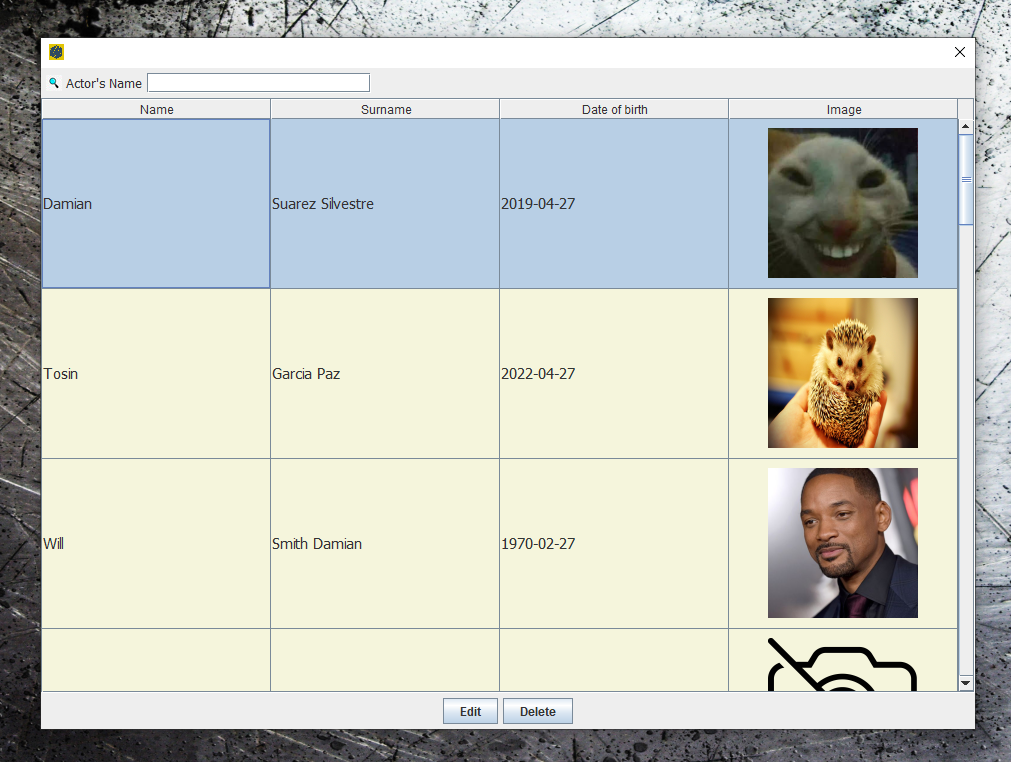 Actor's Name
Name Surname Date of birth Image
Damian Suarez Silvestre 2019-04-27
Tosin Garcia Paz 2022-04-27
Will Smith Damian 1970-02-27
Edit Delete